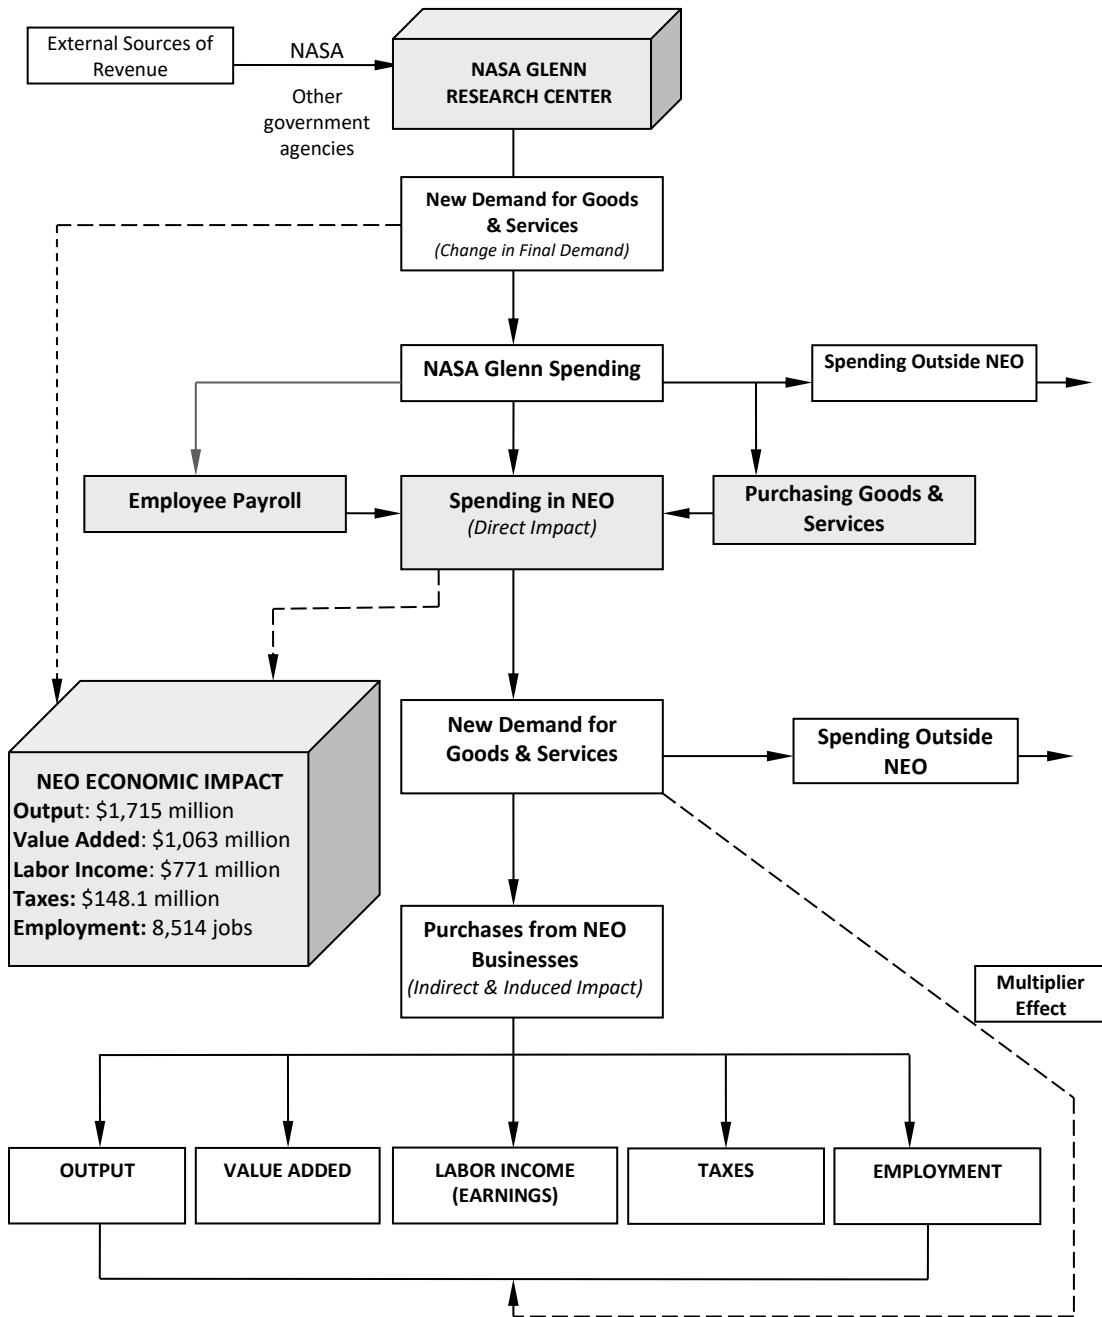 External Sources of
Revenue
NASA
Other
government
agencies
NASA GLENN
RESEARCH CENTER
New Demand for Goods
& Services
(Change in Final Demand)
NASA Glenn Spending
Spending Outside NEO
Employee Payroll
Spending in NEO
(Direct Impact)
Purchasing Goods &
Services
New Demand for
Goods & Services
Spending Outside
NEO
NEO ECONOMIC IMPACT
Output: $1,715 million
Value Added: $1,063 million
Labor Income: $771 million
Taxes: $148.1 million
Employment: 8,514 jobs
Purchases from NEO
Businesses
(Indirect & Induced Impact)
Multiplier
Effect
OUTPUT
VALUE ADDED
LABOR INCOME
(EARNINGS)
TAXES
EMPLOYMENT